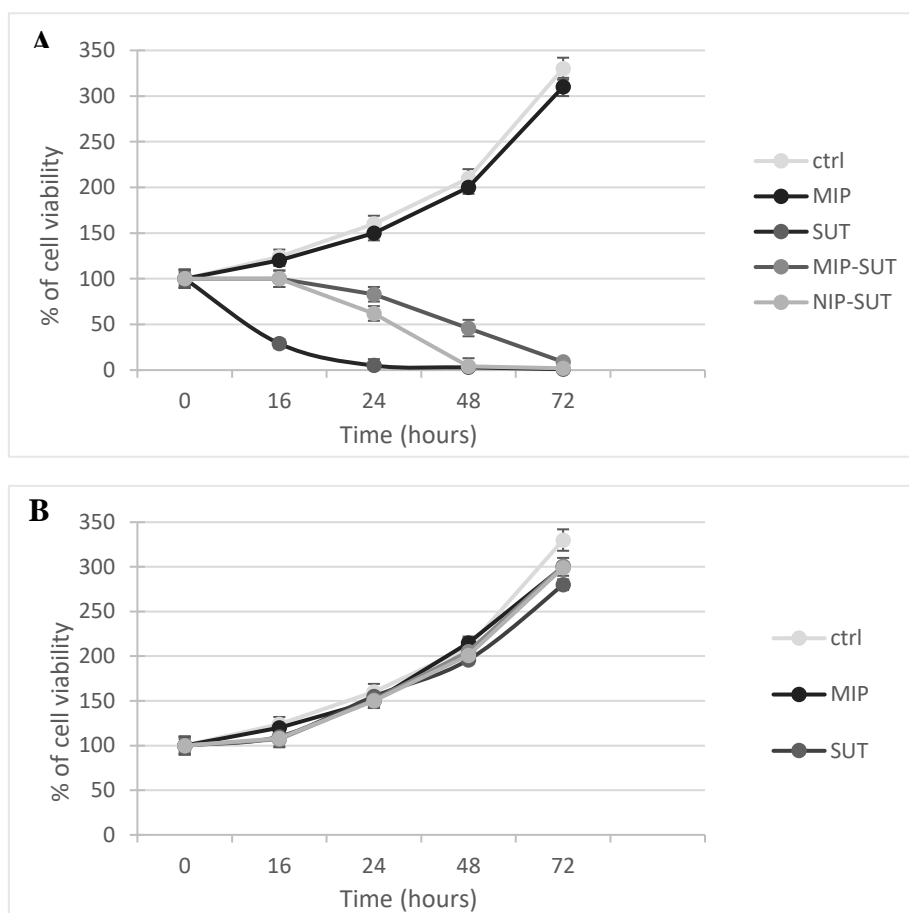 A
350
300
250
200
150
100
50
0
% of cell viability
0 16 24 48 72
Time (hours)
ctrl
MIP
SUT
MIP-SUT
NIP-SUT
B
350
300
250
200
150
100
50
0
% of cell viability
0 16 24 48 72
Time (hours)
ctrl
MIP
SUT